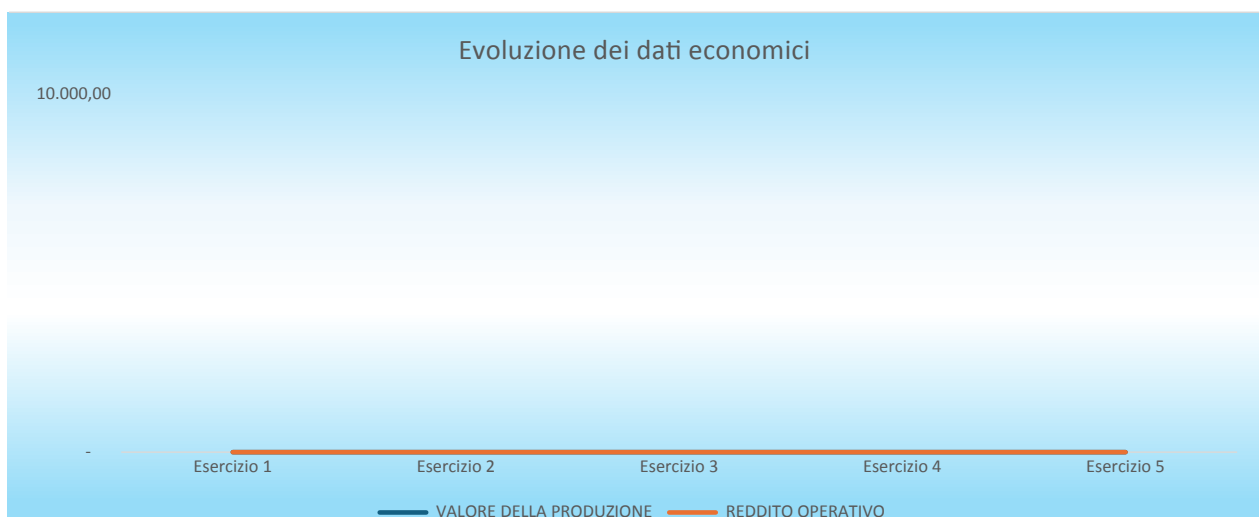 Evoluzione dei dati economici
10.000,00
-
Esercizio 1 Esercizio 2 Esercizio 3 Esercizio 4 Esercizio 5
VALORE DELLA PRODUZIONE REDDITO OPERATIVO